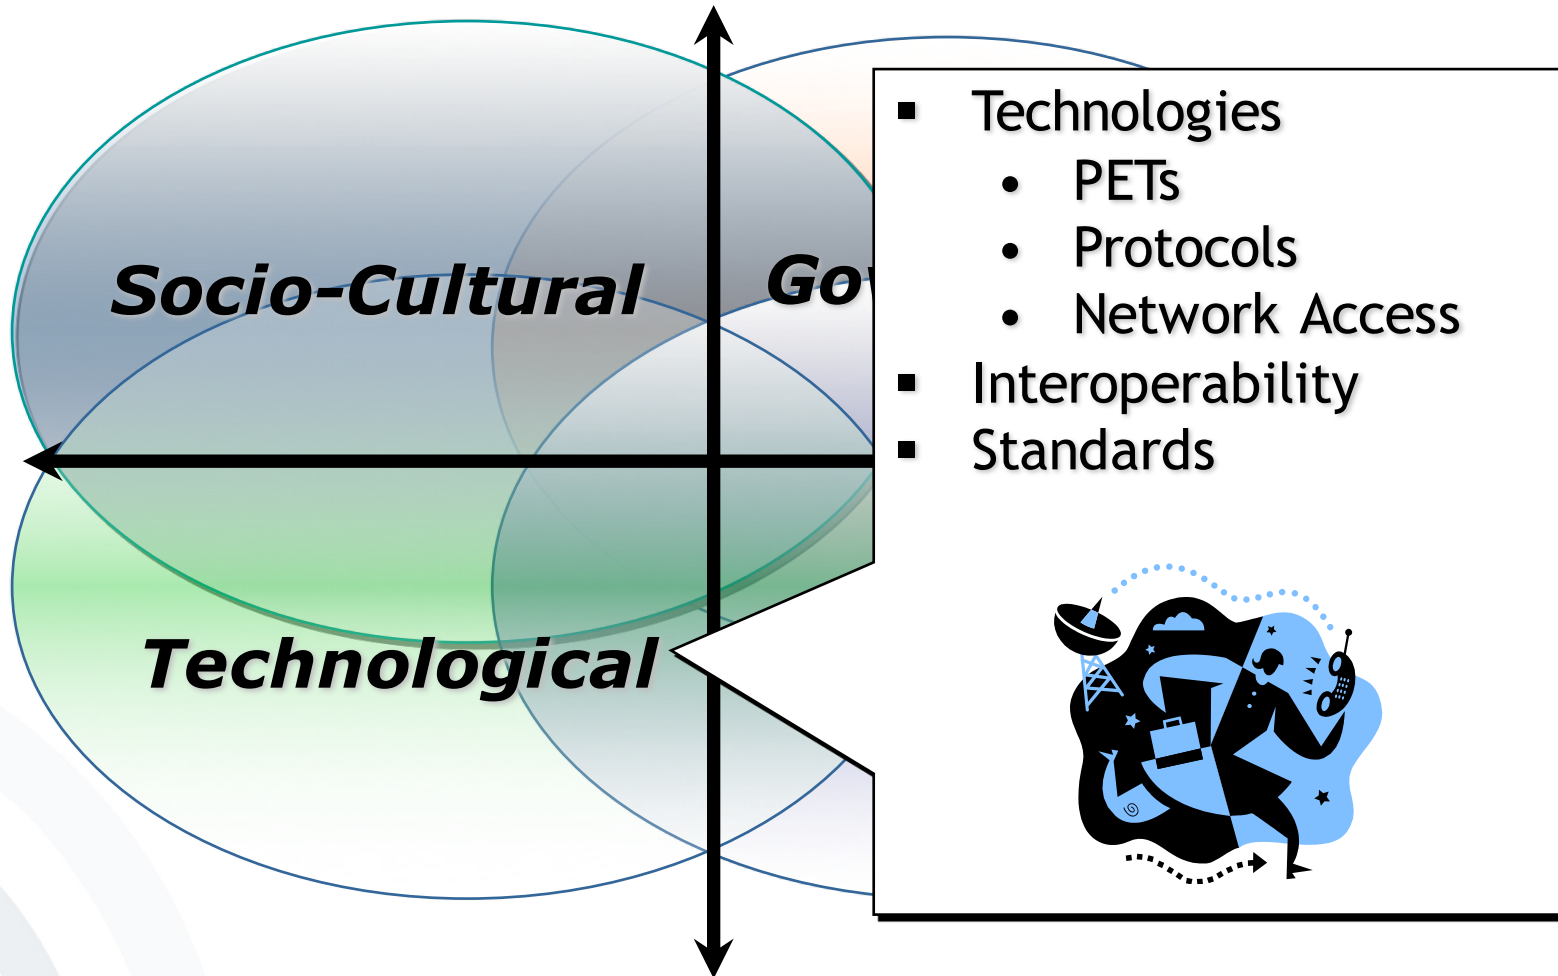 Socio-Cultural
Technological
Technologies
PETs
Protocols
Network Access
Interoperability
Standards